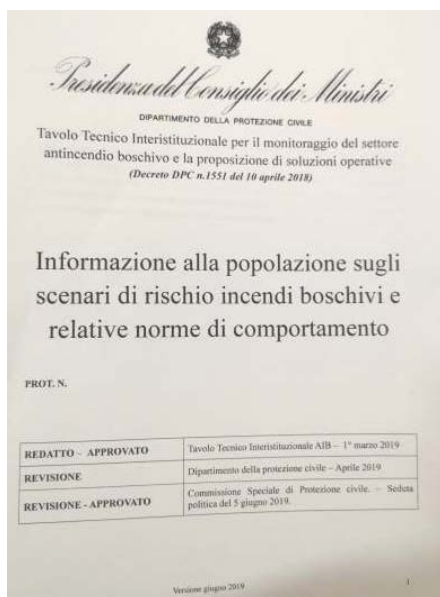 Presidenza del Consiglio dei Ministri
DIPARTIMENTO DELLA PROTEZIONE CIVILE
Tavolo Tecnico Interistituzionale per il monitoraggio del settore
antincendio boschivo e la proposizione di soluzioni operative
(Decreto DPC n.1551 del 10 aprile 2018)
Informazione alla popolazione sugli
scenari di rischio incendi boschivi e
relative norme di comportamento
PROT. N.
REDATTO – APPROVATO
Tavolo Tecnico Interistituzionale AIB – 1° marzo 2019
REVISIONE
Dipartimento della protezione civile – Aprile 2019
REVISIONE - APPROVATO
Commissione Speciale di Protezione civile. – Seduta
politica del 5 giugno 2019.
Versione giugno 2019
1